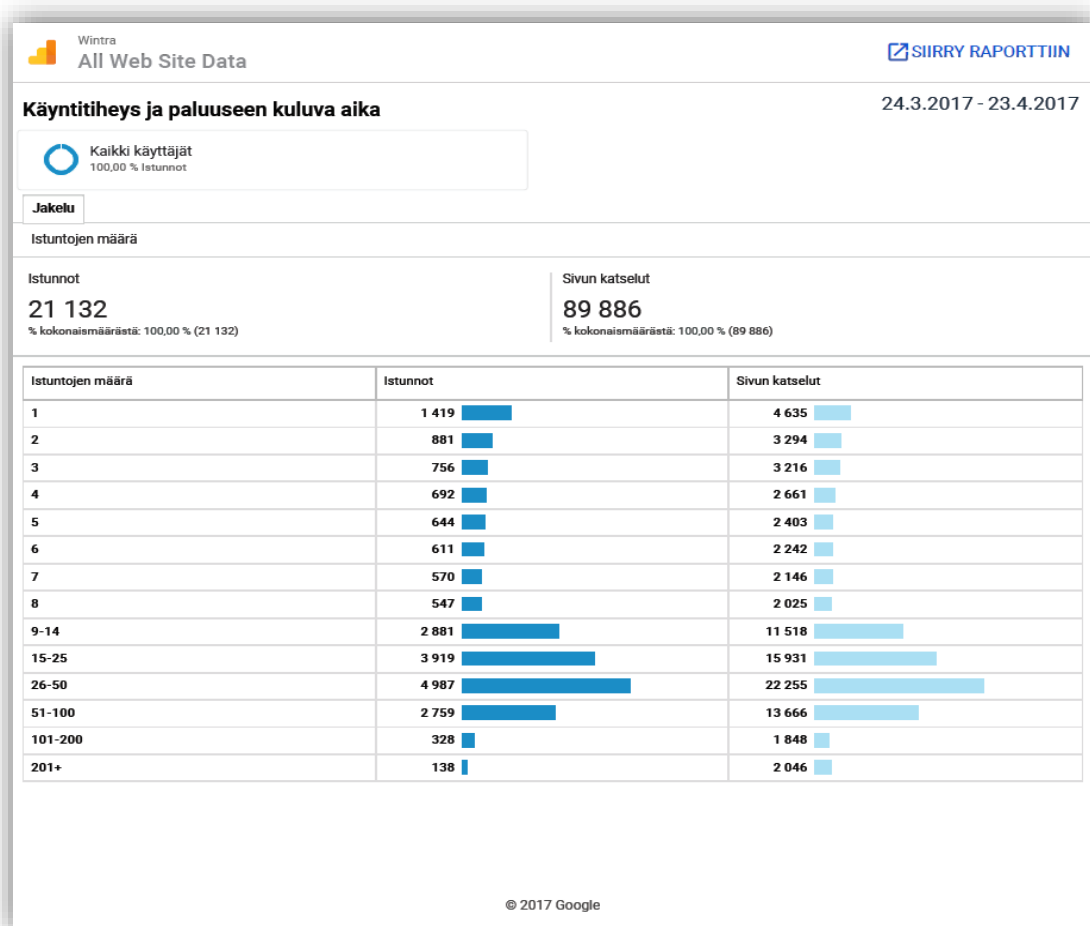 Wintra
All Web Site Data
SIIRRY RAPORTTIIN
Käyntitiheys ja paluuseen kuluva aika
24.3.2017 - 23.4.2017
Kaikki käyttäjät
100,00 % Istunnot
Jakelu
Istuntojen määrä
Istunnot
21 132
% kokonaismäärästä: 100,00 % (21 132)
Sivun katselut
89 886
% kokonaismäärästä: 100,00 % (89 886)
Istuntojen määrä Istunnot Sivun katselut
1 1 419 4 635
2 881 3 294
3 756 3 216
4 692 2 661
5 644 2 403
6 611 2 242
7 570 2 146
8 547 2 025
9-14 2 881 11 518
15-25 3 919 15 931
26-50 4 987 22 255
51-100 2 759 13 666
101-200 328 1 848
201+ 138 2 046
© 2017 Google